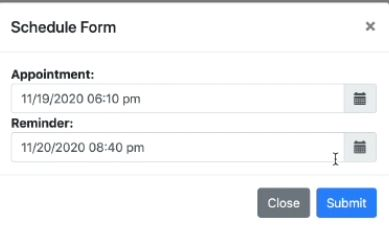 Schedule Form ×
Appointment:
11/19/2020 06:10 pm
Reminder:
11/20/2020 08:40 pm
Close Submit